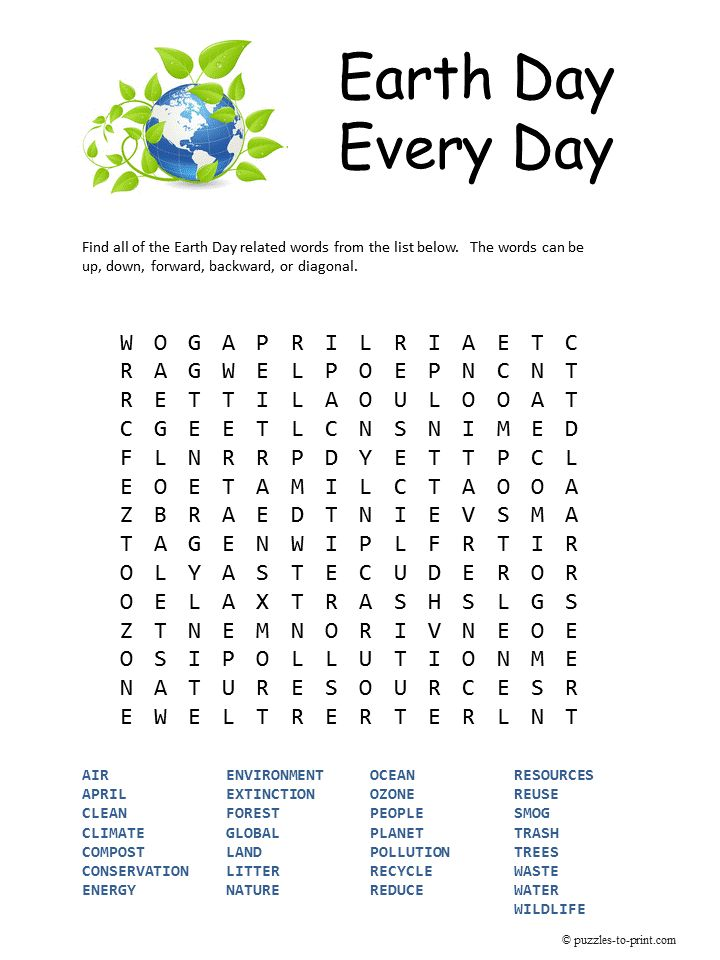 Earth Day
Every Day
Find all of the Earth Day related words from the list below. The words can be
up, down, forward, backward, or diagonal.
W O G A P R I L R I A E T C
R A G W E L P O E P N C N T
R E T T I L A O U L O O A T
C G E E T L C N S N I M E D
F L N R R P D Y E T T P C L
E O E T A M I L C T A O O A
Z B R A E D T N I E V S M A
T A G E N W I P L F R T I R
O L Y A S T E C U D E R O R
O E L A X T R A S H S L G S
Z T N E M N O R I V N E O E
O S I P O L L U T I O N M E
N A T U R E S O U R C E S R
E W E L T R E R T E R L N T
AIR ENVIRONMENT OCEAN RESOURCES
APRIL EXTINCTION OZONE REUSE
CLEAN FOREST PEOPLE SMOG
CLIMATE GLOBAL PLANET TRASH
COMPOST LAND POLLUTION TREES
CONSERVATION LITTER RECYCLE WASTE
ENERGY NATURE REDUCE WATER
WILDLIFE
© puzzles-to-print.com